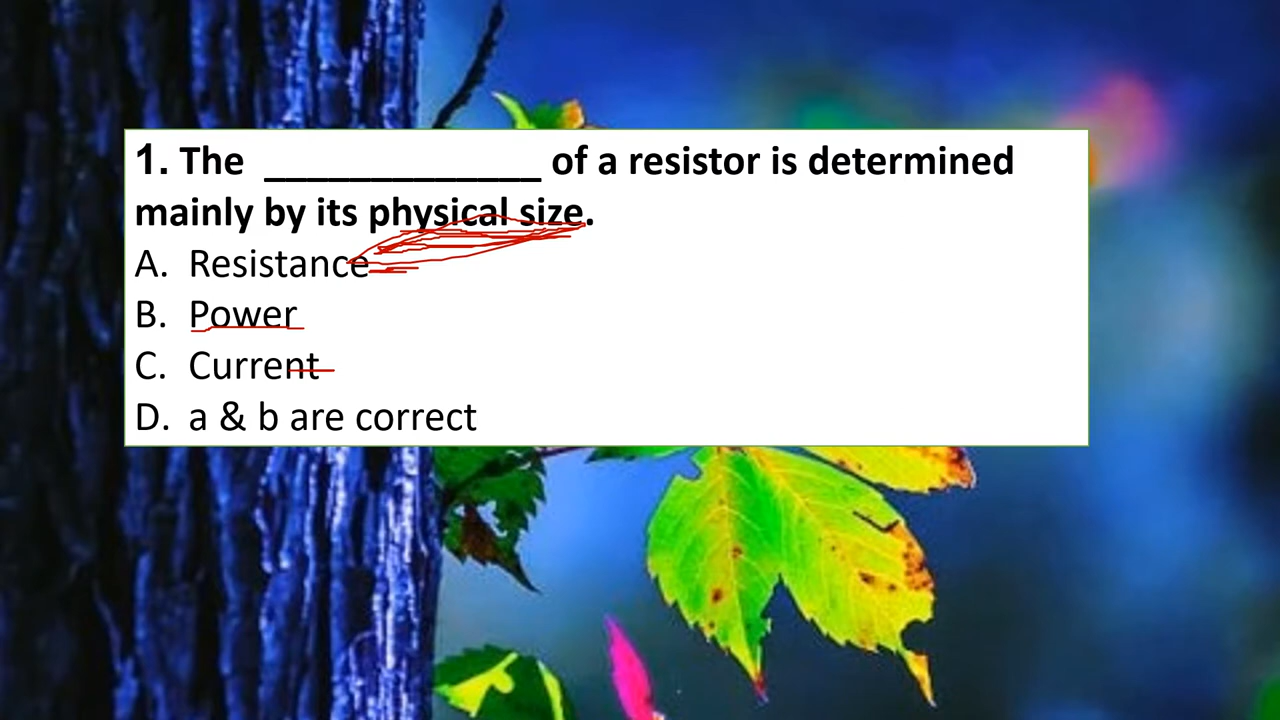 1. The _____________ of a resistor is determined
mainly by its physical size.
A. Resistance
B. Power
C. Current
D. a & b are correct